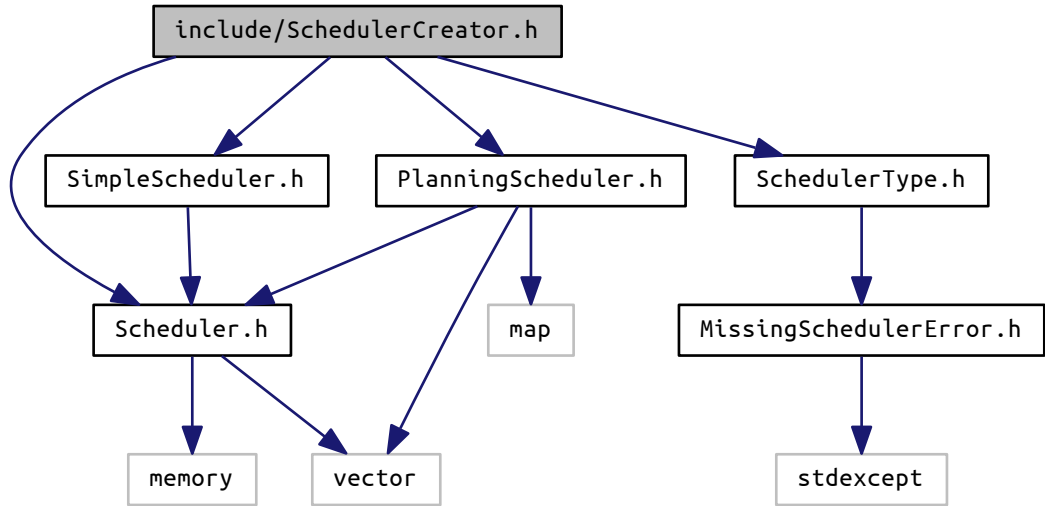 include/SchedulerCreator.h
SimpleScheduler.h
PlanningScheduler.h
SchedulerType.h
Scheduler.h
map
MissingSchedulerError.h
memory
vector
stdexcept